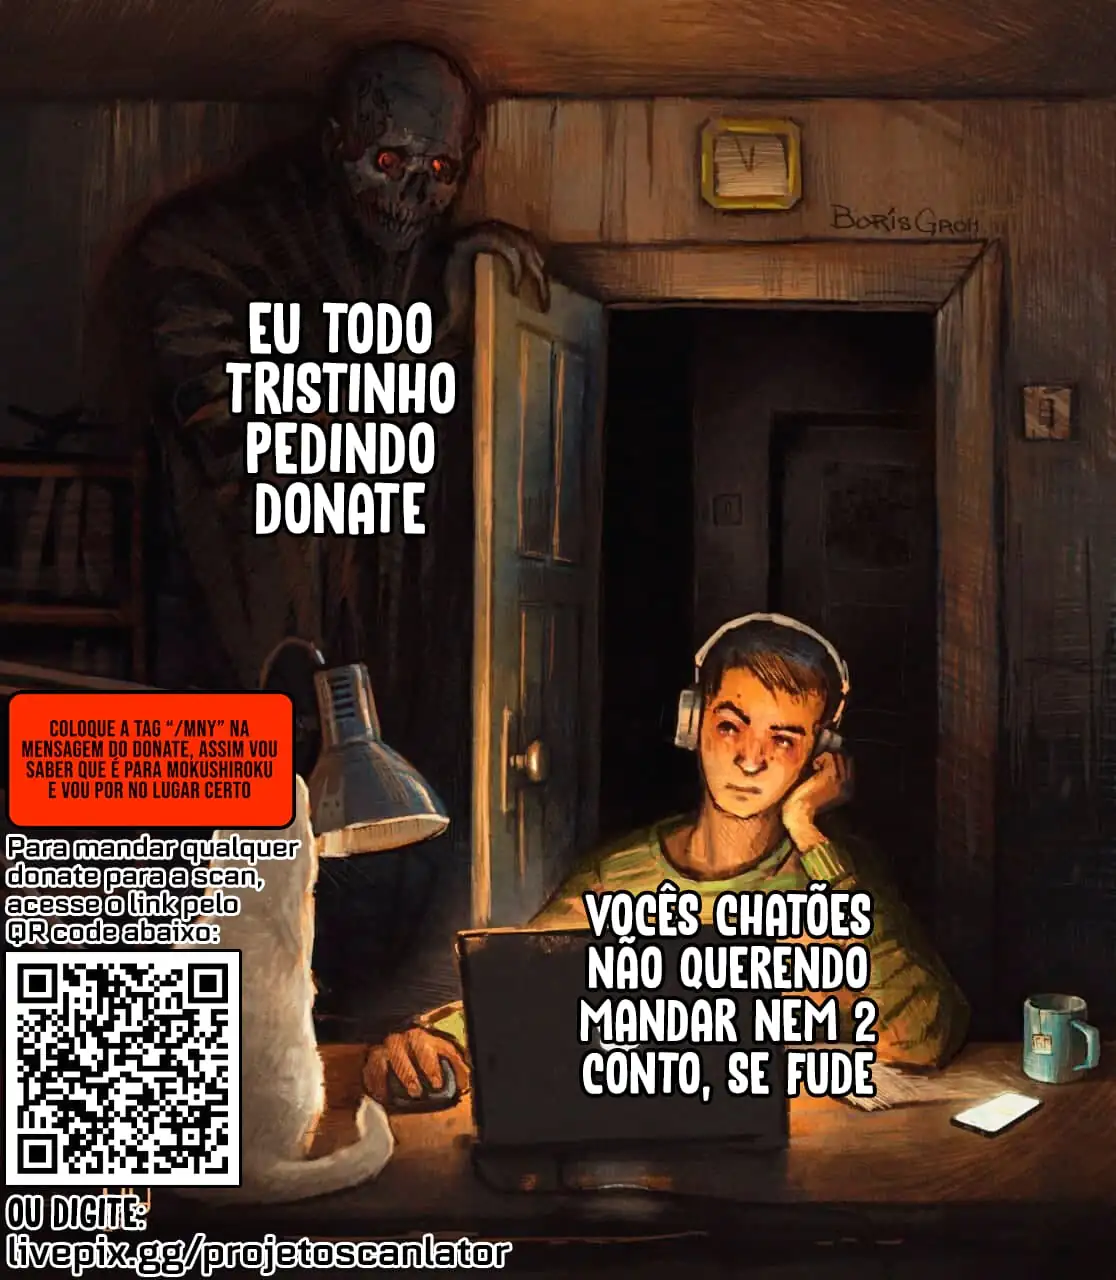 BORIS GROH
EU TODO
TRISTINHO
PEDINDO
DONATE
COLOQUE A TAG “/MNY” NA
MENSAGEM DO DONATE, ASSIM VOU
SABER QUE É PARA MOKUSHIROKU
E VOU POR NO LUGAR CERTO
Para mandar qualquer
donate para a scan,
acesse o link pelo
QR code abaixo:
VOCÊS CHATÕES
NÃO QUERENDO
MANDAR NEM 2
CONTO, SE FUDE
OU DIGITE:
livepix.gg/projetoscanlator